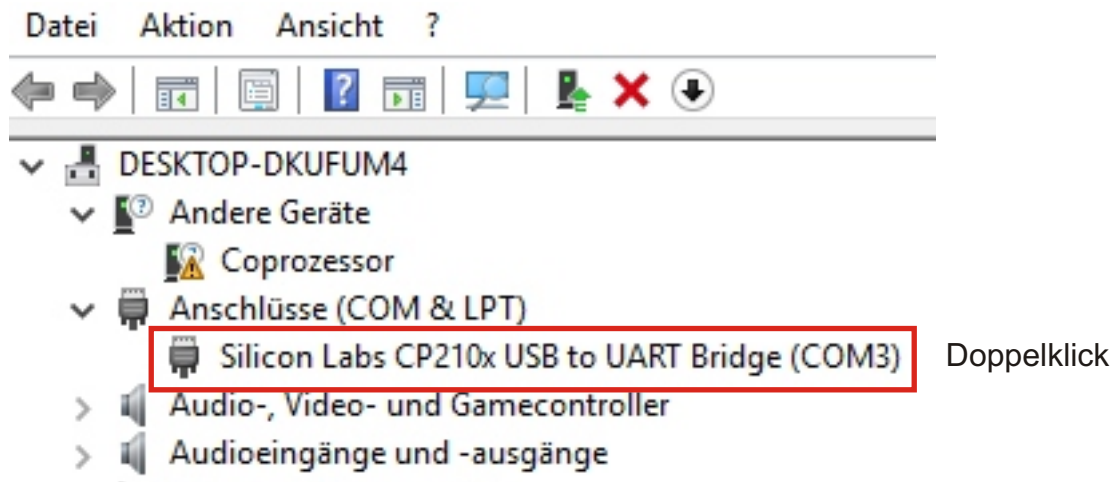 Datei Aktion Ansicht ?
DESKTOP-DKUFUM4
Andere Geräte
Coprozessor
Anschlüsse (COM & LPT)
Silicon Labs CP210x USB to UART Bridge (COM3) Doppelklick
Audio-, Video- und Gamecontroller
Audioeingänge und -ausgänge